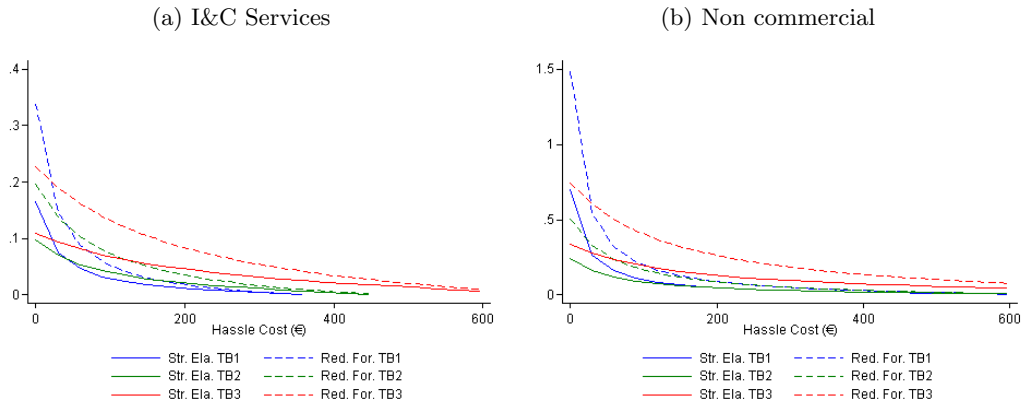 (a) I&C Services
.4
.3
.2
.1
0
0 200 400 600
Hassle Cost (€)
Str. Ela. TB1 Red. For. TB1
Str. Ela. TB2 Red. For. TB2
Str. Ela. TB3 Red. For. TB3
(b) Non commercial
1.5
1
.5
0
0 200 400 600
Hassle Cost (€)
Str. Ela. TB1 Red. For. TB1
Str. Ela. TB2 Red. For. TB2
Str. Ela. TB3 Red. For. TB3